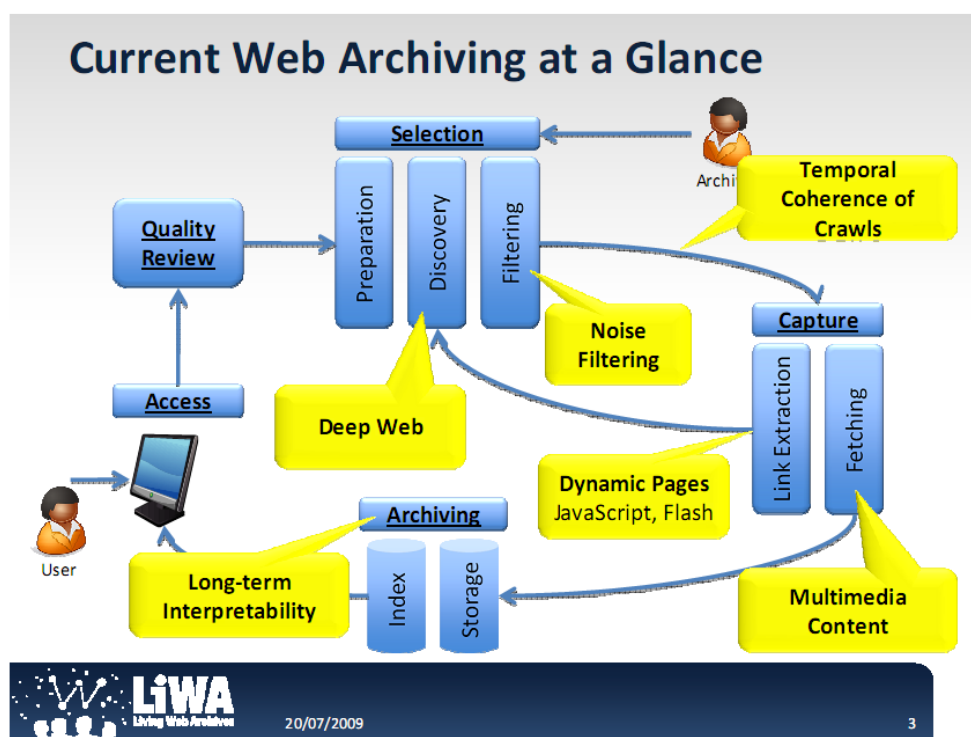 Current Web Archiving at a Glance
Selection
Preparation
Discovery
Filtering
Temporal
Coherence of
Crawls
Quality
Review
Noise
Filtering
Capture
Link Extraction
Fetching
Access
Deep Web
Dynamic Pages
JavaScript, Flash
Archiving
Index
Storage
User
Long-term
Interpretability
Multimedia
Content
LiWA
Living Web Archives
20/07/2009
3